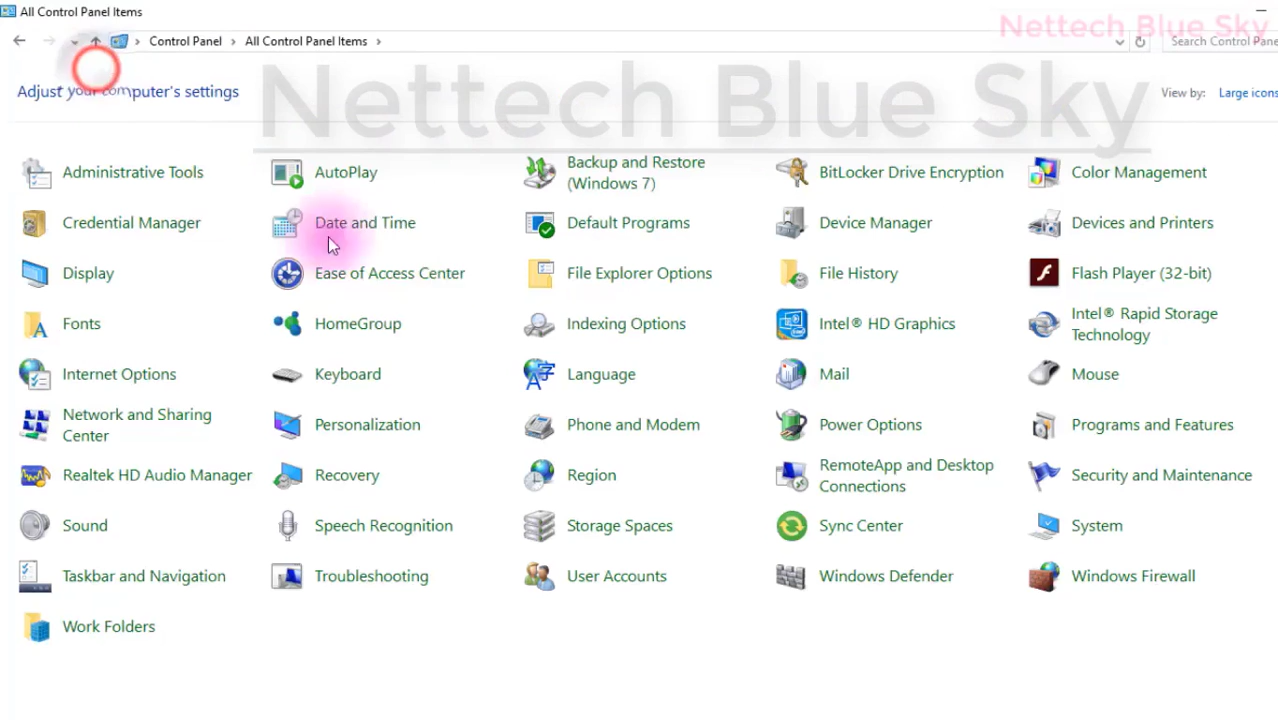 All Control Panel Items
Nettech Blue Sky
Control Panel > All Control Panel Items >
Search Control Pane
Nettech Blue Sky
Adjust your computer's settings
View by: Large icons
Administrative Tools
AutoPlay
Backup and Restore
(Windows 7)
BitLocker Drive Encryption
Color Management
Credential Manager
Date and Time
Default Programs
Device Manager
Devices and Printers
Display
Ease of Access Center
File Explorer Options
File History
Flash Player (32-bit)
Fonts
HomeGroup
Indexing Options
Intel® HD Graphics
Intel® Rapid Storage
Technology
Internet Options
Keyboard
Language
Mail
Mouse
Network and Sharing
Center
Personalization
Phone and Modem
Power Options
Programs and Features
Realtek HD Audio Manager
Recovery
Region
RemoteApp and Desktop
Connections
Security and Maintenance
Sound
Speech Recognition
Storage Spaces
Sync Center
System
Taskbar and Navigation
Troubleshooting
User Accounts
Windows Defender
Windows Firewall
Work Folders